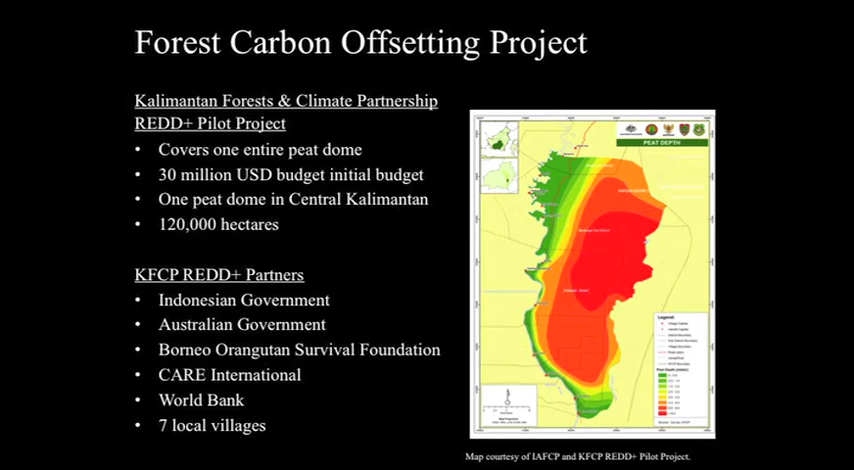 Forest Carbon Offsetting Project
Kalimantan Forests & Climate Partnership
REDD+ Pilot Project
• Covers one entire peat dome
• 30 million USD budget initial budget
• One peat dome in Central Kalimantan
• 120,000 hectares
KFCP REDD+ Partners
• Indonesian Government
• Australian Government
• Borneo Orangutan Survival Foundation
• CARE International
• World Bank
• 7 local villages
PEAT DEPTH
Legend
Peat Depth (meter)
Map courtesy of IAFCP and KFCP REDD+ Pilot Project.